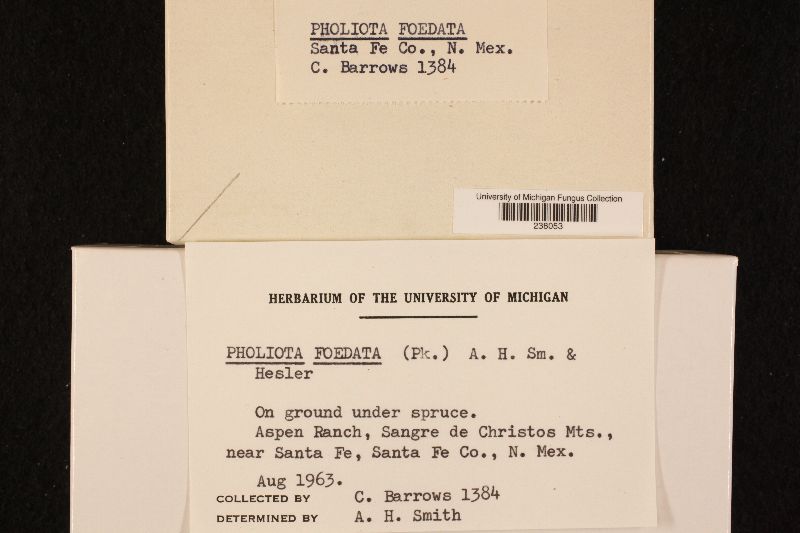 PHOLIOTA FOEDATA
Santa Fe Co., N. Mex.
C. Barrows 1384
University of Michigan Fungus Collection
238053
HERBARIUM OF THE UNIVERSITY OF MICHIGAN
PHOLIOTA FOEDATA (Pk.) A. H. Sm. &
Hesler
On ground under spruce.
Aspen Ranch, Sangre de Christos Mts.,
near Santa Fe, Santa Fe Co., N. Mex.
Aug 1963.
COLLECTED BY C. Barrows 1384
DETERMINED BY A. H. Smith